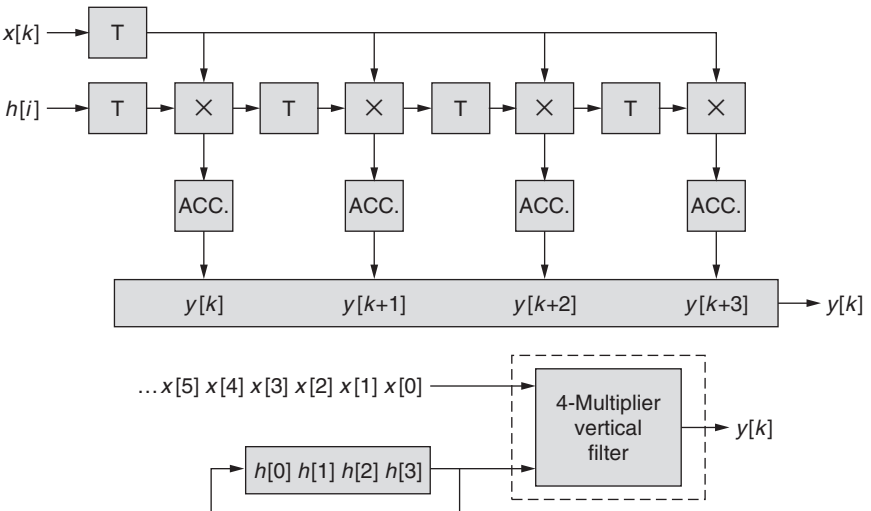 x[k]
T
h[i]
T
×
T
×
T
×
T
×
ACC.
ACC.
ACC.
ACC.
y[k]
y[k+1]
y[k+2]
y[k+3]
y[k]
...x[5] x[4] x[3] x[2] x[1] x[0]
4-Multiplier
vertical
filter
y[k]
h[0] h[1] h[2] h[3]